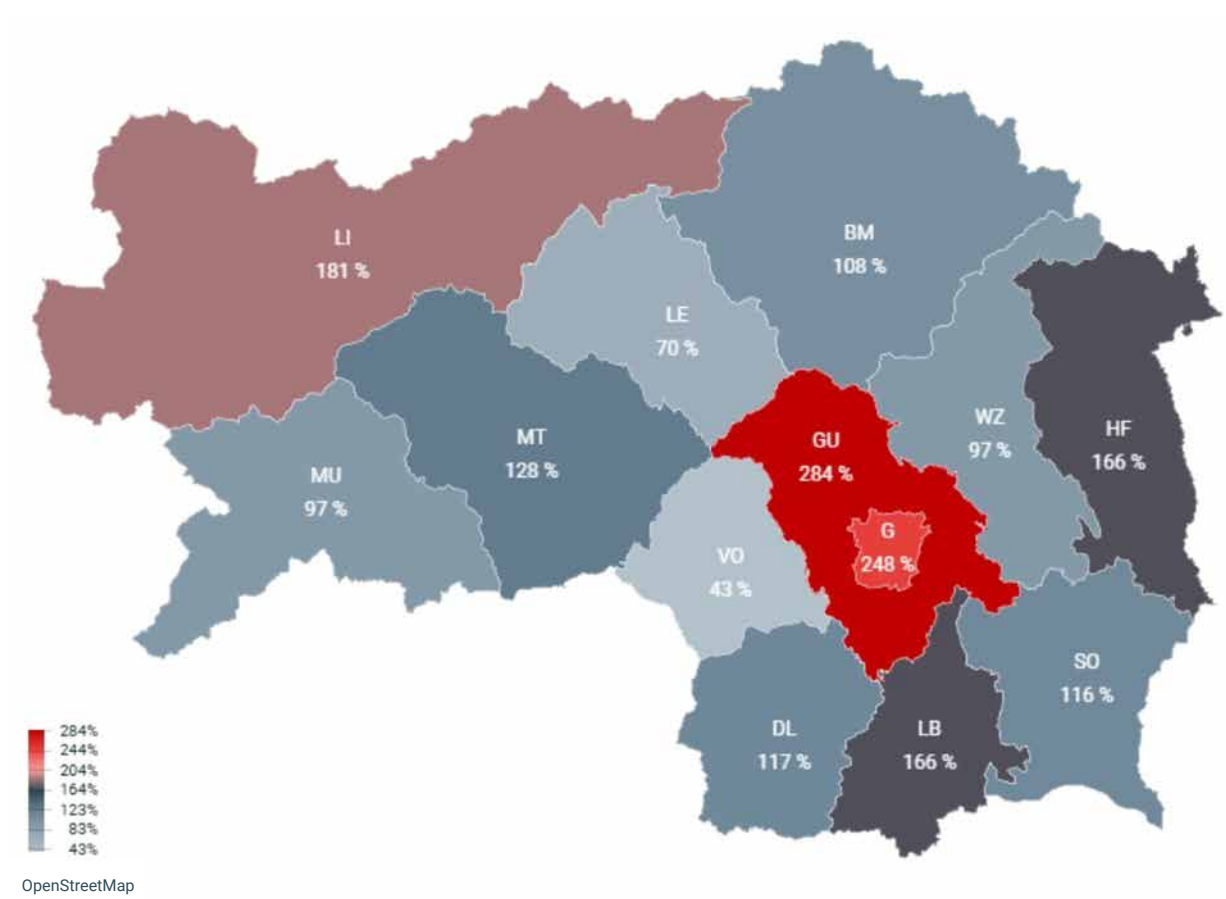 BM
108 %
LI
181 %
LE
70 %
WZ
97 %
HF
166 %
MT
128 %
GU
284 %
MU
97 %
G
248 %
VO
43 %
SO
116 %
DL
117 %
LB
166 %
284%
244%
204%
164%
123%
83%
43%
OpenStreetMap